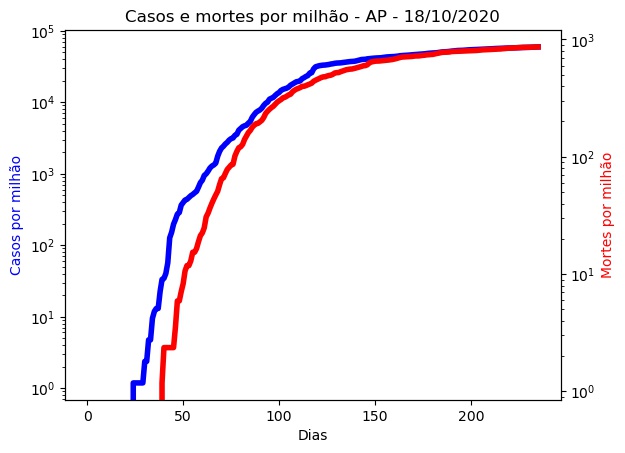 Casos e mortes por milhão - AP - 18/10/2020
Casos por milhão
10⁵
10⁴
10³
10²
10¹
10⁰
10³
10²
10¹
10⁰
Mortes por milhão
0 50 100 150 200
Dias